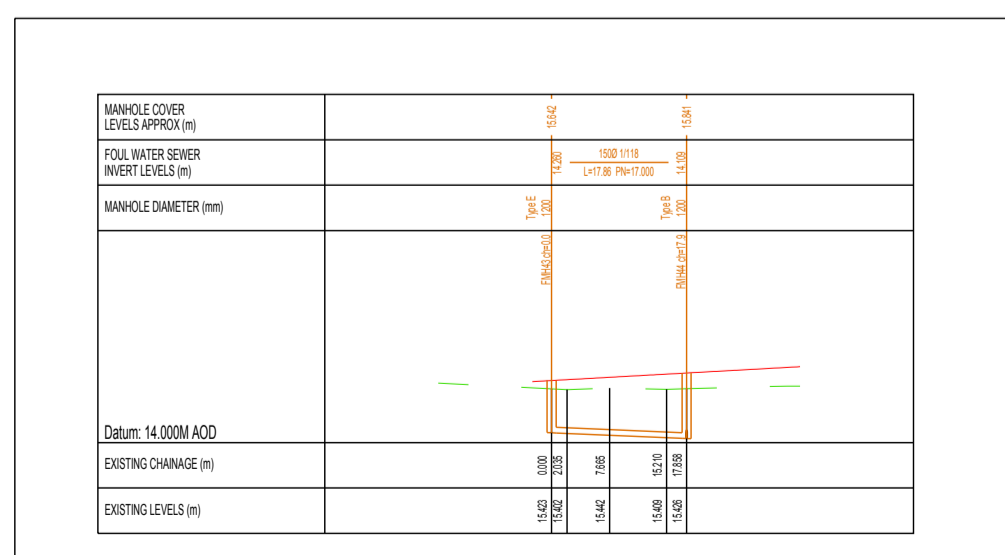 MANHOLE COVER
LEVELS APPROX (m)
15.642
15.841
FOUL WATER SEWER
INVERT LEVELS (m)
14.260
150Ø 1/118
L=17.86 PN=17.000
14.109
MANHOLE DIAMETER (mm)
Type E
1200
Type B
1200
FMH43 ch=0.0
FMH44 ch=17.9
Datum: 14.000M AOD
EXISTING CHAINAGE (m)
0.000
2.035
7.665
15.210
17.858
EXISTING LEVELS (m)
15.423
15.402
15.442
15.409
15.426